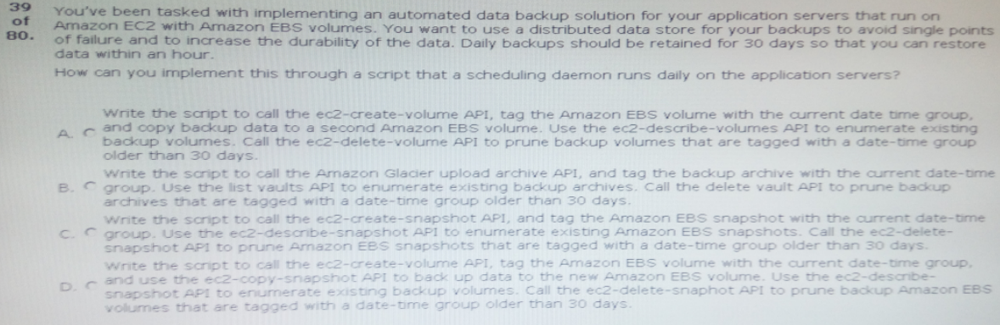 39
of
80.
You've been tasked with implementing an automated data backup solution for your application servers that run on
Amazon EC2 with Amazon EBS volumes. You want to use a distributed data store for your backups to avoid single points
of failure and to increase the durability of the data. Daily backups should be retained for 30 days so that you can restore
data within an hour.
How can you implement this through a script that a scheduling daemon runs daily on the application servers?
A.
Write the script to call the ec2-create-volume API, tag the Amazon EBS volume with the current date time group,
and copy backup data to a second Amazon EBS volume. Use the ec2-describe-volumes API to enumerate existing
backup volumes. Call the ec2-delete-volume API to prune backup volumes that are tagged with a date-time group
older than 30 days.
B.
Write the script to call the Amazon Glacier upload archive API, and tag the backup archive with the current date-time
group. Use the list vaults API to enumerate existing backup archives. Call the delete vault API to prune backup
archives that are tagged with a date-time group older than 30 days.
C.
Write the script to call the ec2-create-snapshot API, and tag the Amazon EBS snapshot with the current date-time
group. Use the ec2-describe-snapshot API to enumerate existing Amazon EBS snapshots. Call the ec2-delete-
snapshot API to prune Amazon EBS snapshots that are tagged with a date-time group older than 30 days.
D.
Write the script to call the ec2-create-volume API, tag the Amazon EBS volume with the current date-time group,
and use the ec2-copy-snapshot API to back up data to the new Amazon EBS volume. Use the ec2-describe-
snapshot API to enumerate existing backup volumes. Call the ec2-delete-snaphot API to prune backup Amazon EBS
volumes that are tagged with a date-time group older than 30 days.